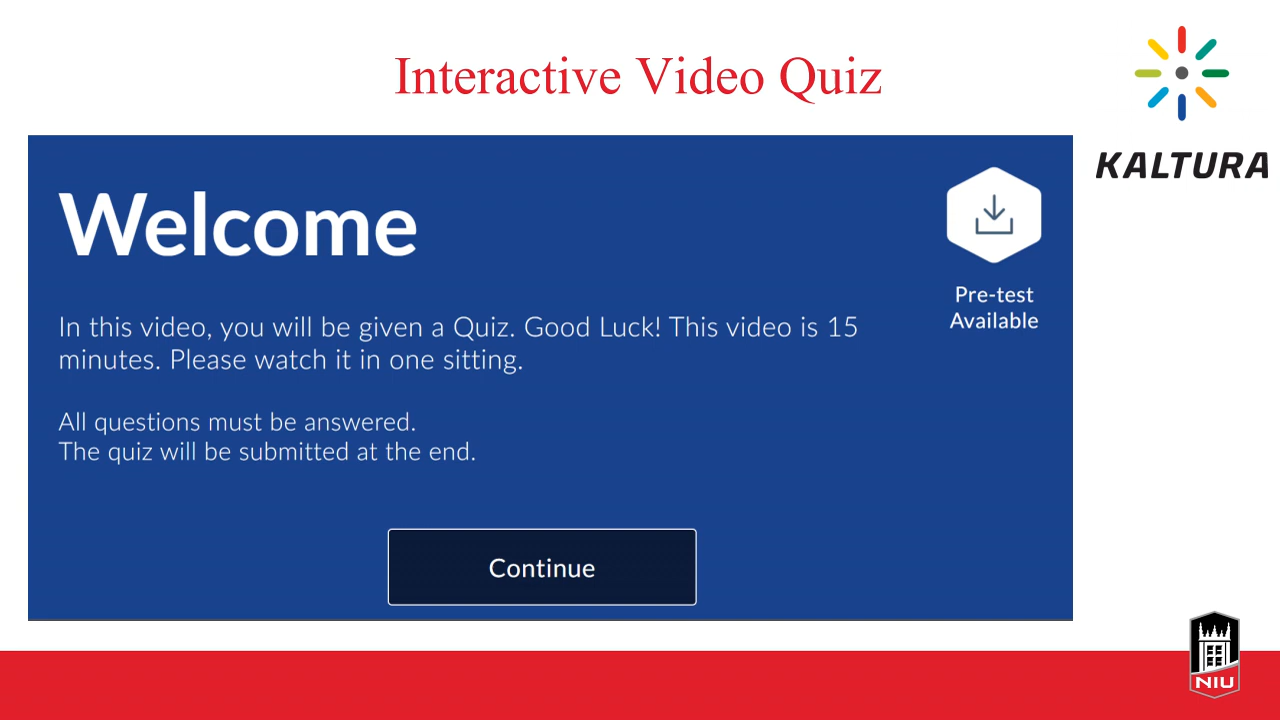 Interactive Video Quiz
KALTURA
Welcome
Pre-test
Available
In this video, you will be given a Quiz. Good Luck! This video is 15
minutes. Please watch it in one sitting.
All questions must be answered.
The quiz will be submitted at the end.
Continue
NIU